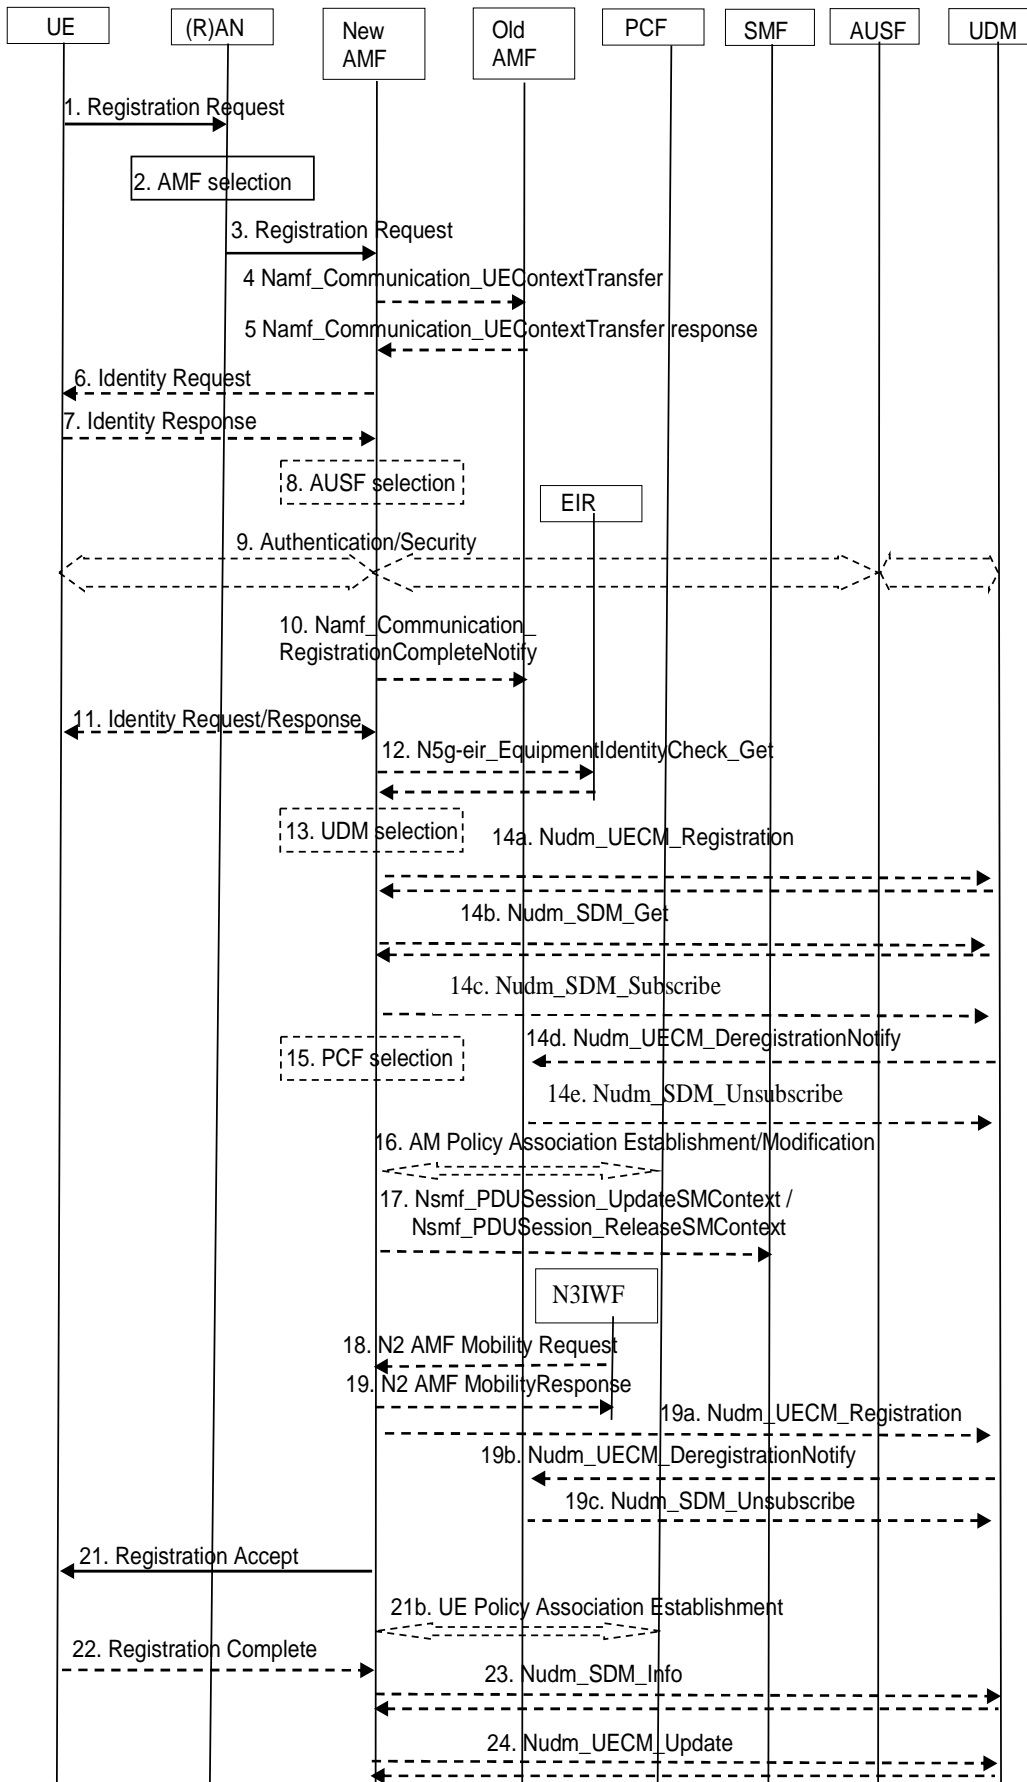 UE
(R)AN
New
AMF
Old
AMF
PCF
SMF
AUSF
UDM
1. Registration Request
2. AMF selection
3. Registration Request
4 Namf_Communication_UEContextTransfer
5 Namf_Communication_UEContextTransfer response
6. Identity Request
7. Identity Response
8. AUSF selection
EIR
9. Authentication/Security
10. Namf_Communication_
RegistrationCompleteNotify
11. Identity Request/Response
12. N5g-eir_EquipmentIdentityCheck_Get
13. UDM selection
14a. Nudm_UECM_Registration
14b. Nudm_SDM_Get
14c. Nudm_SDM_Subscribe
14d. Nudm_UECM_DeregistrationNotify
15. PCF selection
14e. Nudm_SDM_Unsubscribe
16. AM Policy Association Establishment/Modification
17. Nsmf_PDUSession_UpdateSMContext /
Nsmf_PDUSession_ReleaseSMContext
N3IWF
18. N2 AMF Mobility Request
19. N2 AMF MobilityResponse
19a. Nudm_UECM_Registration
19b. Nudm_UECM_DeregistrationNotify
19c. Nudm_SDM_Unsubscribe
21. Registration Accept
21b. UE Policy Association Establishment
22. Registration Complete
23. Nudm_SDM_Info
24. Nudm_UECM_Update